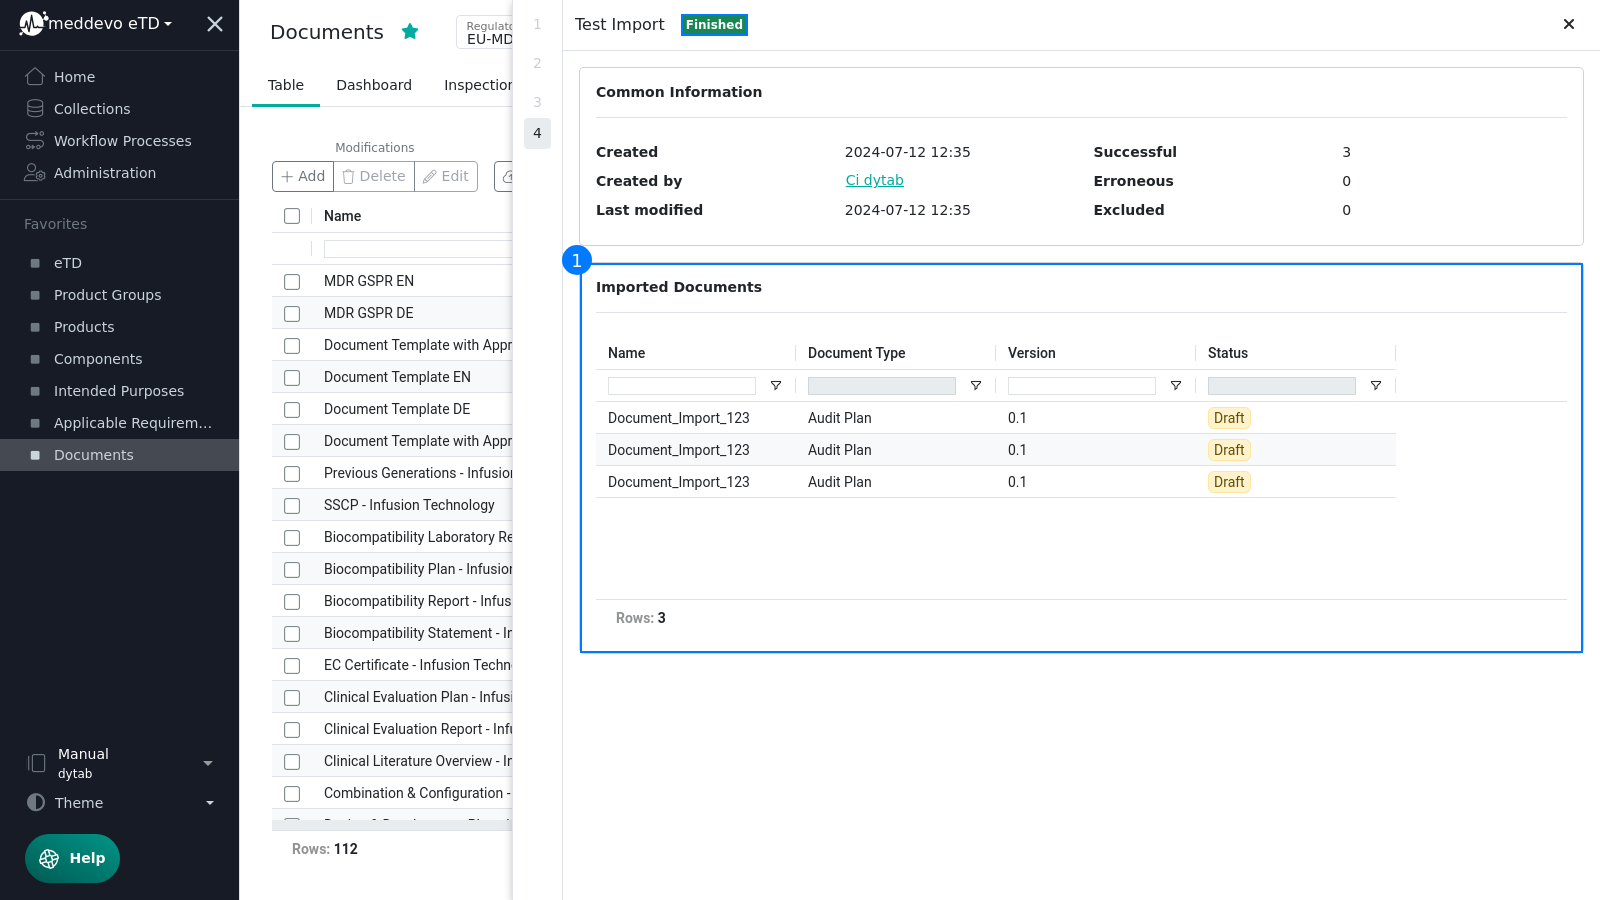 meddevo eTD
Home
Collections
Workflow Processes
Administration
Favorites
eTD
Product Groups
Products
Components
Intended Purposes
Applicable Requirem...
Documents
Manual
dytab
Theme
Help
Documents
EU-MD
Table
Dashboard
Modifications
Add
Delete
Edit
Name
MDR GSPR EN
MDR GSPR DE
Document Template with Appr
Document Template EN
Document Template DE
Document Template with Appr
Previous Generations - Infusion
SSCP - Infusion Technology
Biocompatibility Laboratory Re
Biocompatibility Plan - Infusion
Biocompatibility Report - Infus
Biocompatibility Statement - In
EC Certificate - Infusion Techn
Clinical Evaluation Plan - Infusi
Clinical Evaluation Report - Infu
Clinical Literature Overview - In
Combination & Configuration -
Rows: 112
1
2
3
4
Test Import
Finished
Common Information
Created 2024-07-12 12:35 Successful 3
Created by Ci dytab Erroneous 0
Last modified 2024-07-12 12:35 Excluded 0
1
Imported Documents
Name Document Type Version Status
Document_Import_123 Audit Plan 0.1 Draft
Document_Import_123 Audit Plan 0.1 Draft
Document_Import_123 Audit Plan 0.1 Draft
Rows: 3